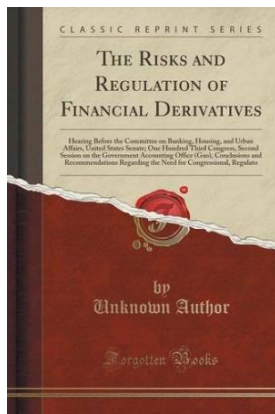 CLASSIC REPRINT SERIES
THE RISKS AND
REGULATION OF
FINANCIAL DERIVATIVES
Hearing Before the Committee on Banking, Housing, and Urban
Affairs, United States Senate; One Hundred Third Congress, Second
Session on the Government Accounting Office (Gao), Conclusions and
Recommendations Regarding the Need for Congressional, Regulato
by
Unknown Author
Forgotten Books